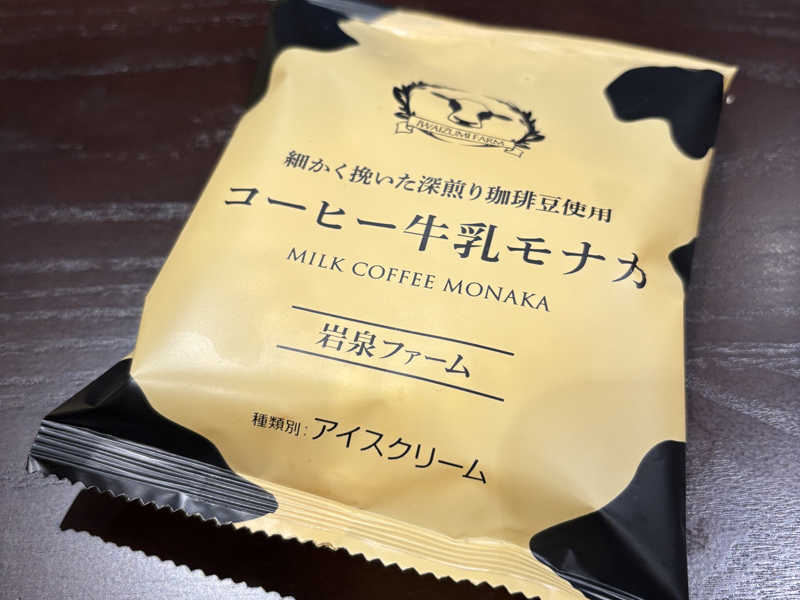 IWAIZUMI FARM
細かく挽いた深煎り珈琲豆使用
コーヒー牛乳モナカ
MILK COFFEE MONAKA
岩泉ファーム
種類別:アイスクリーム